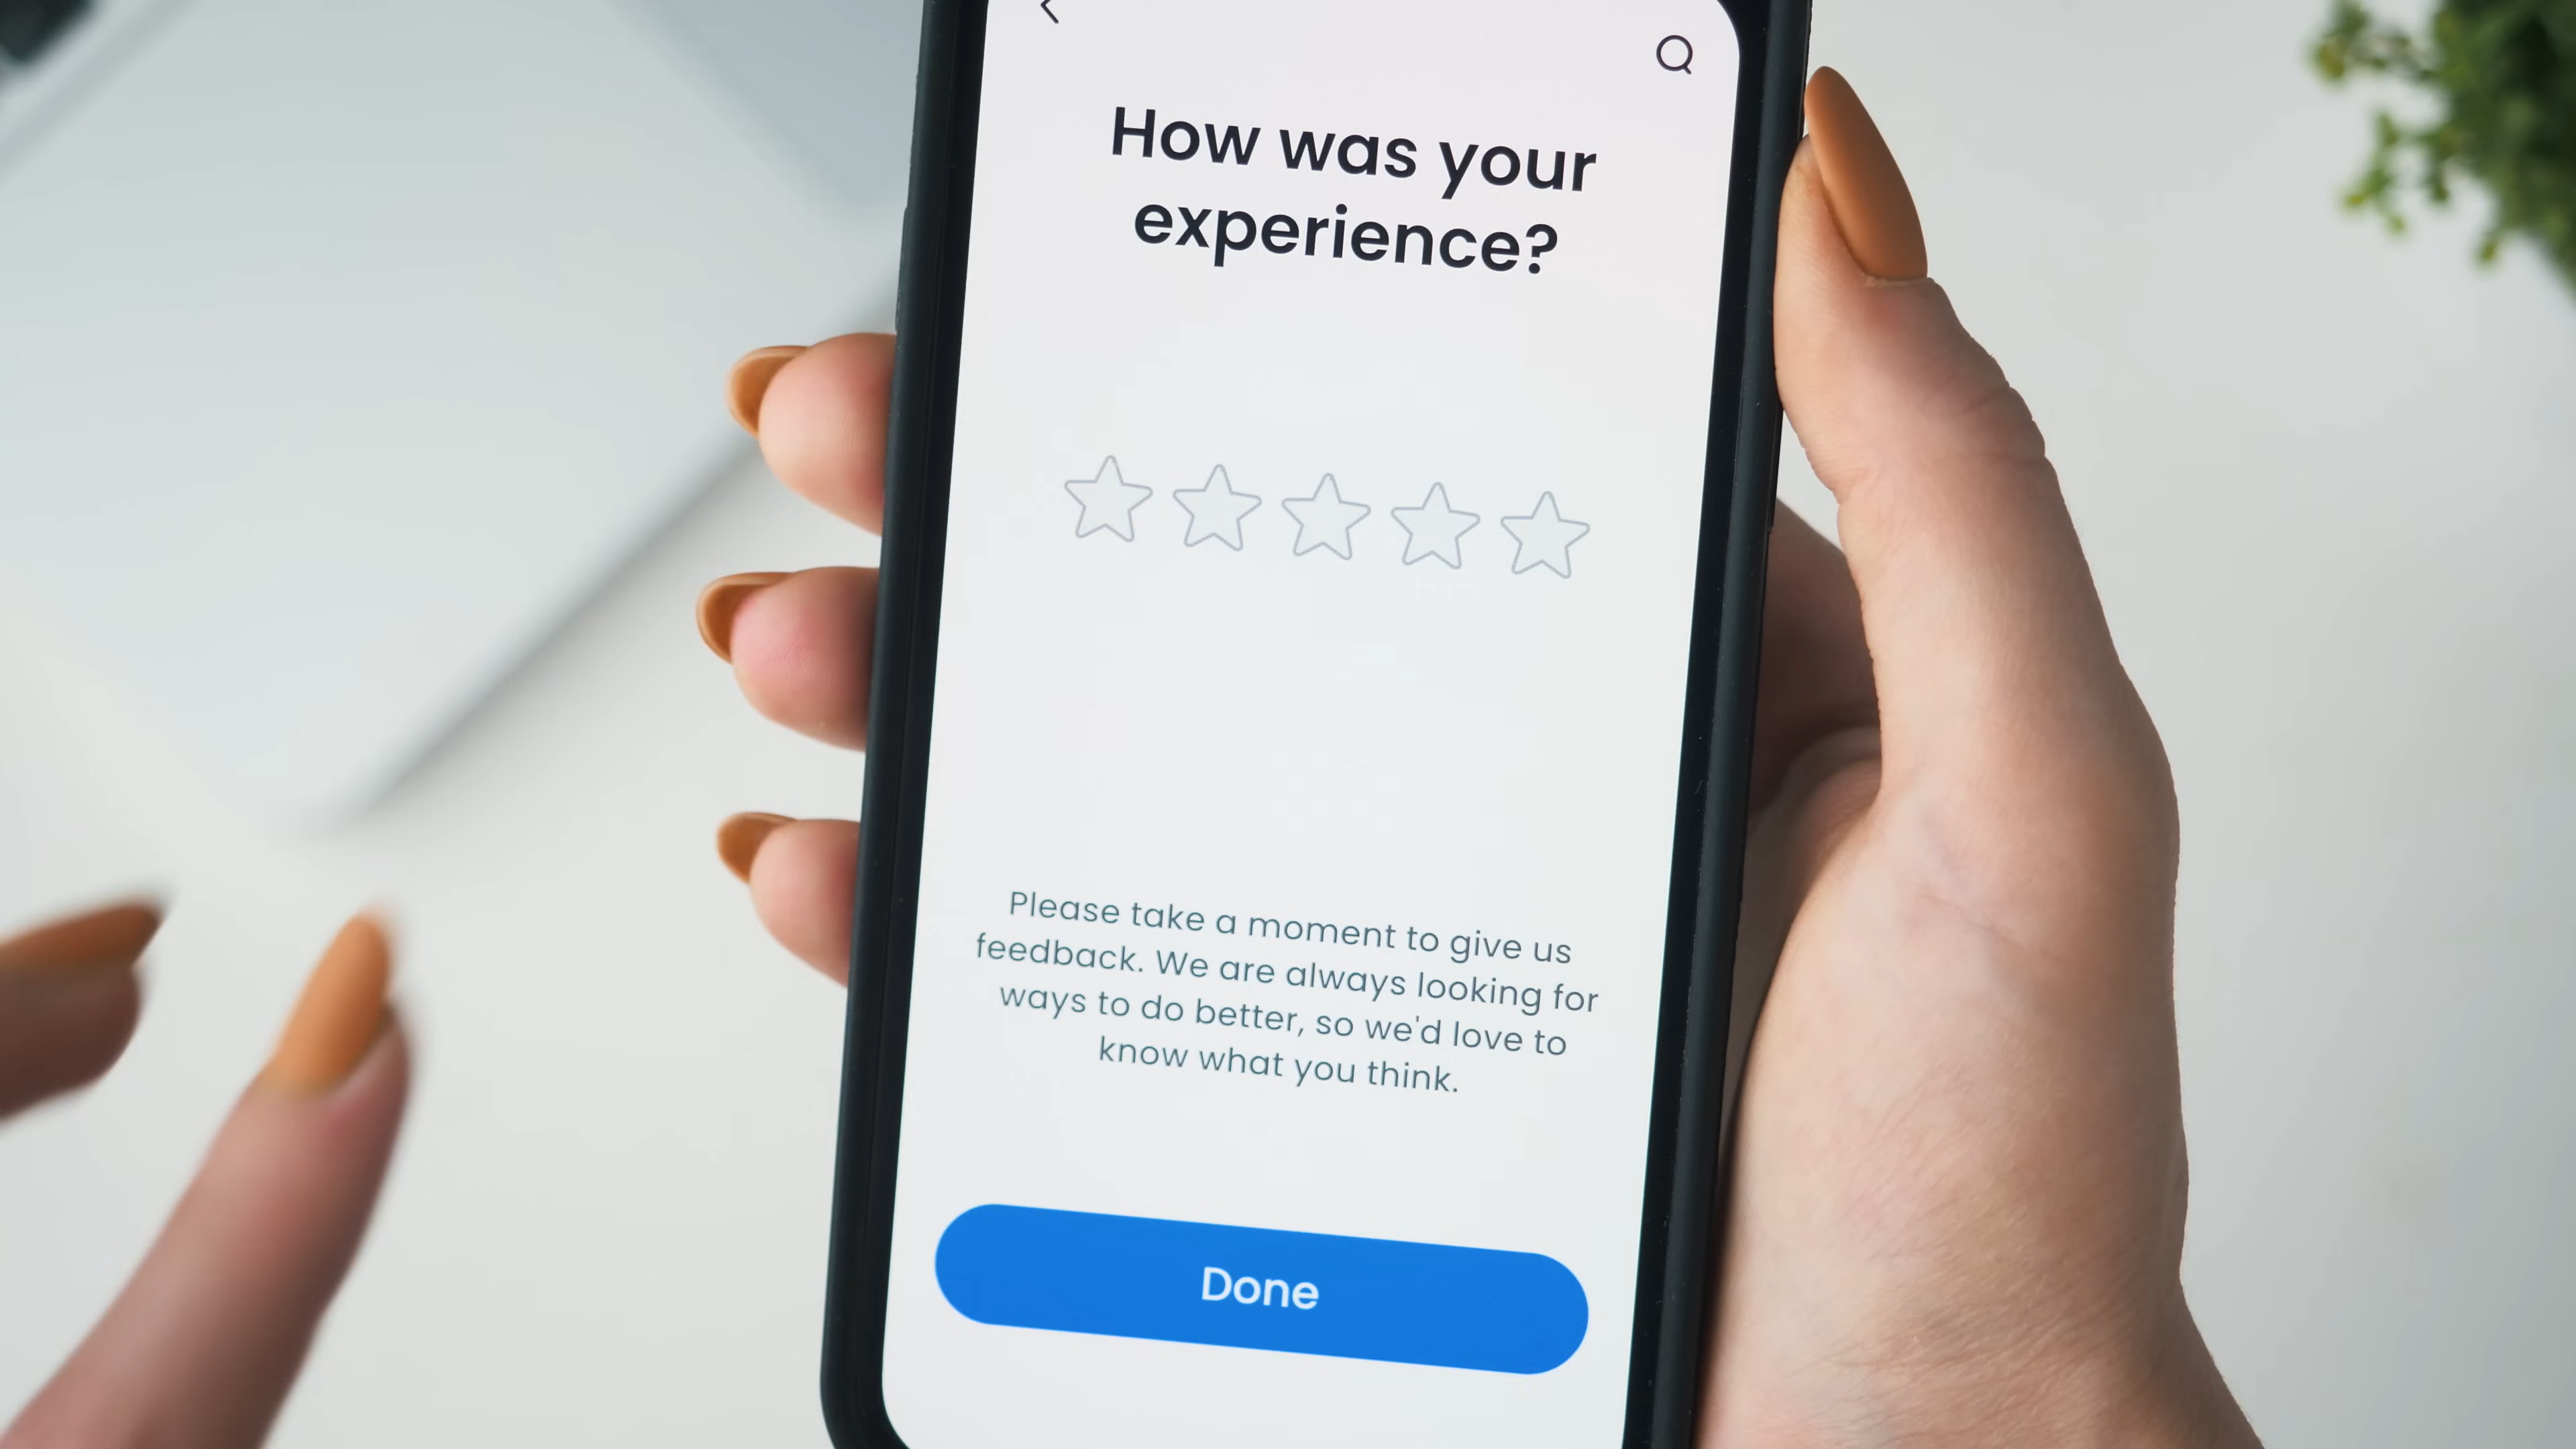 How was your
experience?
Please take a moment to give us
feedback. We are always looking for
ways to do better, so we'd love to
know what you think.
Done